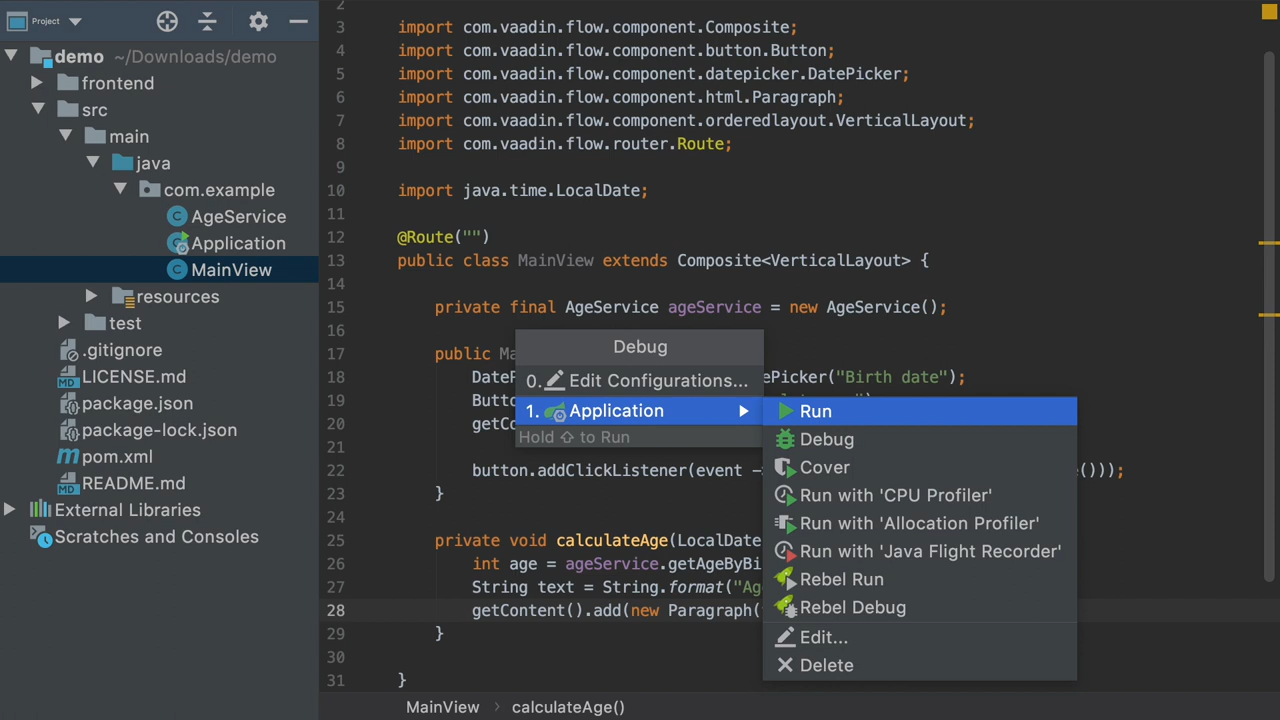 Project
demo ~/Downloads/demo
frontend
src
main
java
com.example
AgeService
Application
MainView
resources
test
.gitignore
LICENSE.md
package.json
package-lock.json
pom.xml
README.md
External Libraries
Scratches and Consoles
2
3 import com.vaadin.flow.component.Composite;
4 import com.vaadin.flow.component.button.Button;
5 import com.vaadin.flow.component.datepicker.DatePicker;
6 import com.vaadin.flow.component.html.Paragraph;
7 import com.vaadin.flow.component.orderedlayout.VerticalLayout;
8 import com.vaadin.flow.router.Route;
9
10 import java.time.LocalDate;
11
12 @Route("")
13 public class MainView extends Composite<VerticalLayout> {
14
15 private final AgeService ageService = new AgeService();
16
17 public Ma
18 DateP ePicker("Birth date");
19 Butto
20 getCo
21
22 button.addClickListener(event - ()));
23 }
24
25 private void calculateAge(LocalDate
26 int age = ageService.getAgeByBi
27 String text = String.format("Ag
28 getContent().add(new Paragraph(
29 }
30
31 }
Debug
0. Edit Configurations...
1. Application
Hold ⇧ to Run
Run
Debug
Cover
Run with 'CPU Profiler'
Run with 'Allocation Profiler'
Run with 'Java Flight Recorder'
Rebel Run
Rebel Debug
Edit...
Delete
MainView > calculateAge()